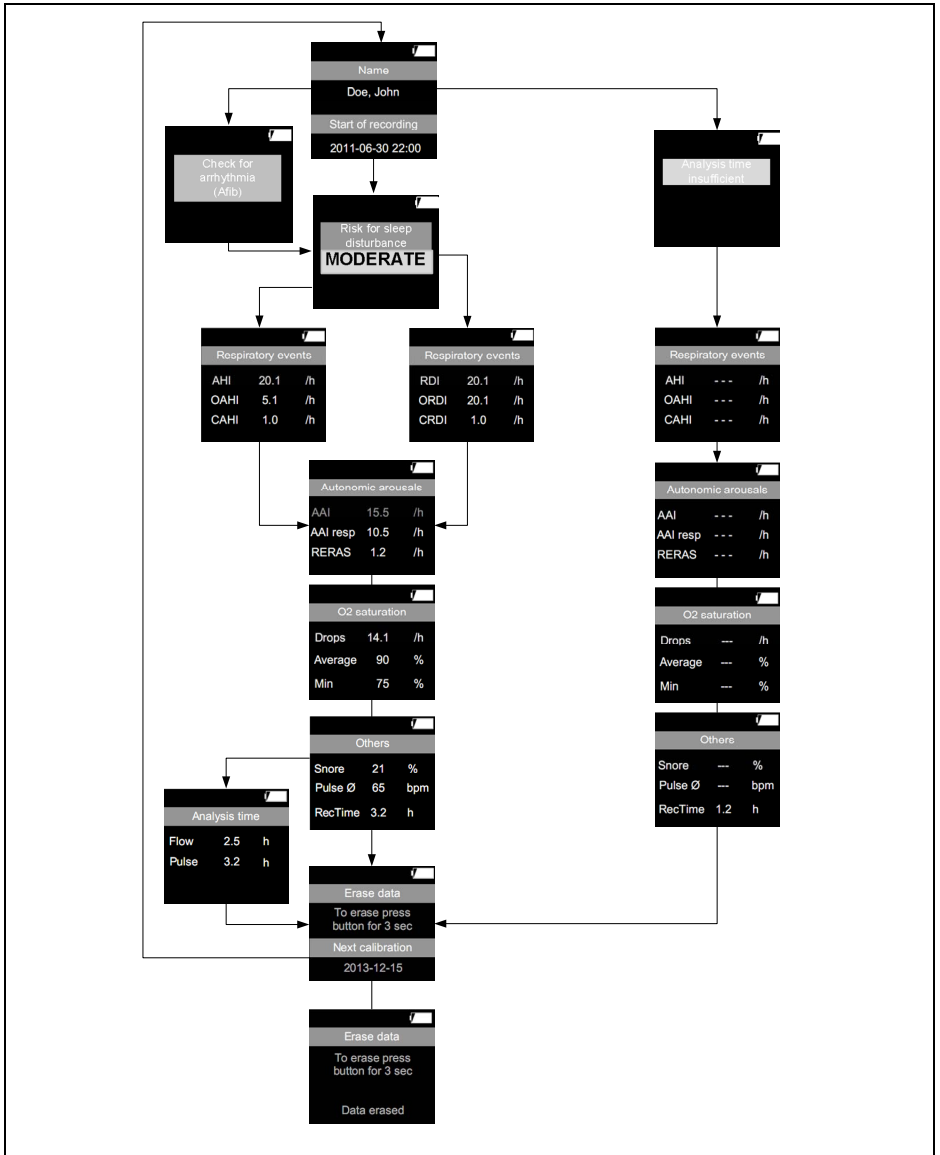 Name
Doe, John
Start of recording
2011-06-30 22:00
Check for
arrhythmia
(Afib)
Analysis time
insufficient
Risk for sleep
disturbance
MODERATE
Respiratory events
AHI 20.1 /h
OAHI 5.1 /h
CAHI 1.0 /h
Respiratory events
RDI 20.1 /h
ORDI 20.1 /h
CRDI 1.0 /h
Respiratory events
AHI - - - /h
OAHI - - - /h
CAHI - - - /h
Autonomic arousals
AAI 15.5 /h
AAI resp 10.5 /h
RERAS 1.2 /h
Autonomic arousals
AAI - - - /h
AAI resp - - - /h
RERAS - - - /h
O2 saturation
Drops 14.1 /h
Average 90 %
Min 75 %
O2 saturation
Drops --- /h
Average --- %
Min --- %
Others
Snore 21 %
Pulse Ø 65 bpm
RecTime 3.2 h
Others
Snore --- %
Pulse Ø --- bpm
RecTime 1.2 h
Analysis time
Flow 2.5 h
Pulse 3.2 h
Erase data
To erase press
button for 3 sec
Next calibration
2013-12-15
Erase data
To erase press
button for 3 sec
Data erased